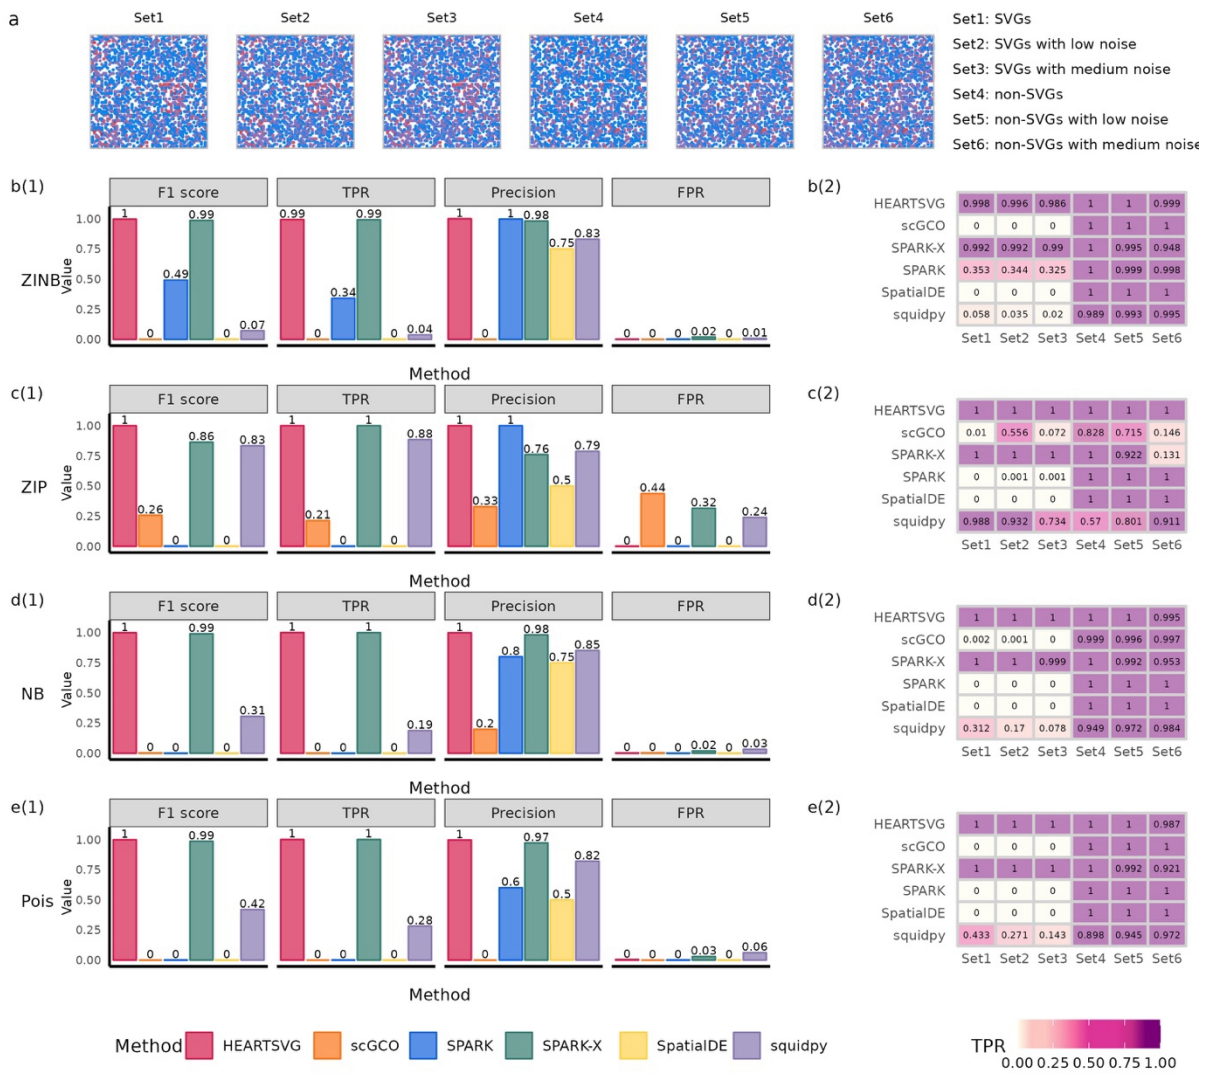 a
Set1 Set2 Set3 Set4 Set5 Set6
Set1: SVGs
Set2: SVGs with low noise
Set3: SVGs with medium noise
Set4: non-SVGs
Set5: non-SVGs with low noise
Set6: non-SVGs with medium noise
b(1)
F1 score TPR Precision FPR
ZINB
Value
1.00
0.75
0.50
0.25
0.00
1 0 0.49 0.99 0 0.07
0.99 0 0.34 0.99 0 0.04
1 0 1 0.98 0.75 0.83
0 0 0 0.02 0 0.01
Method
b(2)
HEARTSVG 0.998 0.996 0.986 1 1 0.999
scGCO 0 0 0 1 1 1
SPARK-X 0.992 0.992 0.99 1 0.995 0.948
SPARK 0.353 0.344 0.325 1 0.999 0.998
SpatialDE 0 0 0 1 1 1
squidpy 0.058 0.035 0.02 0.989 0.993 0.995
Set1 Set2 Set3 Set4 Set5 Set6
c(1)
F1 score TPR Precision FPR
ZIP
Value
1.00
0.75
0.50
0.25
0.00
1 0.26 0 0.86 0 0.83
1 0.21 0 1 0 0.88
1 0.33 1 0.76 0.5 0.79
0 0.44 0 0.32 0 0.24
Method
c(2)
HEARTSVG 1 1 1 1 1 1
scGCO 0.01 0.556 0.072 0.828 0.715 0.146
SPARK-X 1 1 1 1 0.922 0.131
SPARK 0 0.001 0.001 1 1 1
SpatialDE 0 0 0 1 1 1
squidpy 0.988 0.932 0.734 0.57 0.801 0.911
Set1 Set2 Set3 Set4 Set5 Set6
d(1)
F1 score TPR Precision FPR
NB
Value
1.00
0.75
0.50
0.25
0.00
1 0 0 0.99 0 0.31
1 0 0 1 0 0.19
1 0.2 0.8 0.98 0.75 0.85
0 0 0 0.02 0 0.03
Method
d(2)
HEARTSVG 1 1 1 1 1 0.995
scGCO 0.002 0.001 0 0.999 0.996 0.997
SPARK-X 1 1 0.999 1 0.992 0.953
SPARK 0 0 0 1 1 1
SpatialDE 0 0 0 1 1 1
squidpy 0.312 0.17 0.078 0.949 0.972 0.984
Set1 Set2 Set3 Set4 Set5 Set6
e(1)
F1 score TPR Precision FPR
Pois
Value
1.00
0.75
0.50
0.25
0.00
1 0 0 0.99 0 0.42
1 0 0 1 0 0.28
1 0 0.6 0.97 0.5 0.82
0 0 0 0.03 0 0.06
Method
e(2)
HEARTSVG 1 1 1 1 1 0.987
scGCO 0 0 0 1 1 1
SPARK-X 1 1 1 1 0.992 0.921
SPARK 0 0 0 1 1 1
SpatialDE 0 0 0 1 1 1
squidpy 0.433 0.271 0.143 0.898 0.945 0.972
Set1 Set2 Set3 Set4 Set5 Set6
Method HEARTSVG scGCO SPARK SPARK-X SpatialDE squidpy
TPR
0.00 0.25 0.50 0.75 1.00